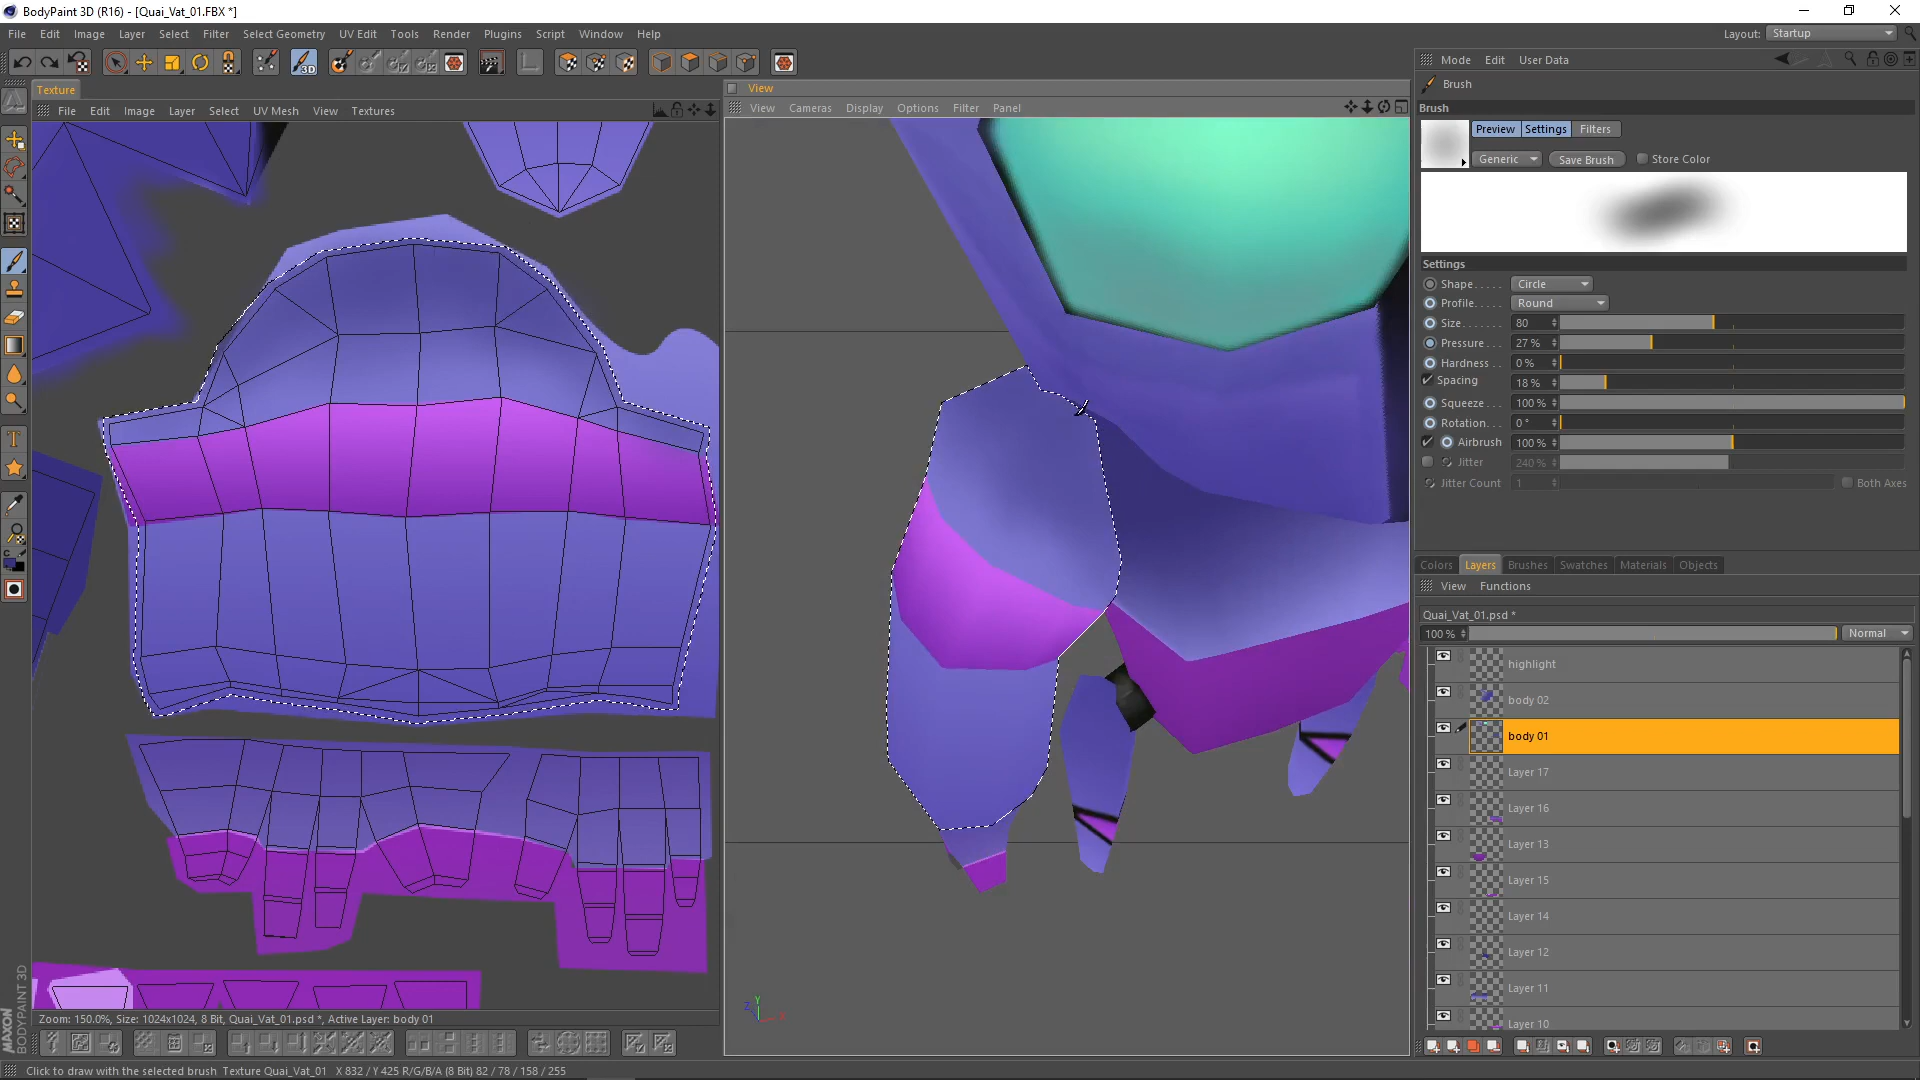 BodyPaint 3D (R16) - [Quai_Vat_01.FBX *]
File Edit Image Layer Select Filter Select Geometry UV Edit Tools Render Plugins Script Window Help
Layout: Startup
Texture
File Edit Image Layer Select UV Mesh View Textures
View
View Cameras Display Options Filter Panel
Mode Edit User Data
Brush
Brush
Preview Settings Filters
Generic Save Brush Store Color
Settings
Shape..... Circle
Profile..... Round
Size....... 80
Pressure... 27 %
Hardness.. 0 %
Spacing 18 %
Squeeze... 100 %
Rotation... 0 °
Airbrush 100 %
Jitter 240 %
Jitter Count 1 Both Axes
Colors Layers Brushes Swatches Materials Objects
View Functions
Quai_Vat_01.psd *
100 % Normal
highlight
body 02
body 01
Layer 17
Layer 16
Layer 13
Layer 15
Layer 14
Layer 12
Layer 11
Layer 10
Y
Z
X
Zoom: 150.0%, Size: 1024x1024, 8 Bit, Quai_Vat_01.psd *, Active Layer: body 01
MAXON
BODYPAINT 3D
Click to draw with the selected brush Texture Quai_Vat_01 X 832 / Y 425 R/G/B/A (8 Bit) 82 / 78 / 158 / 255